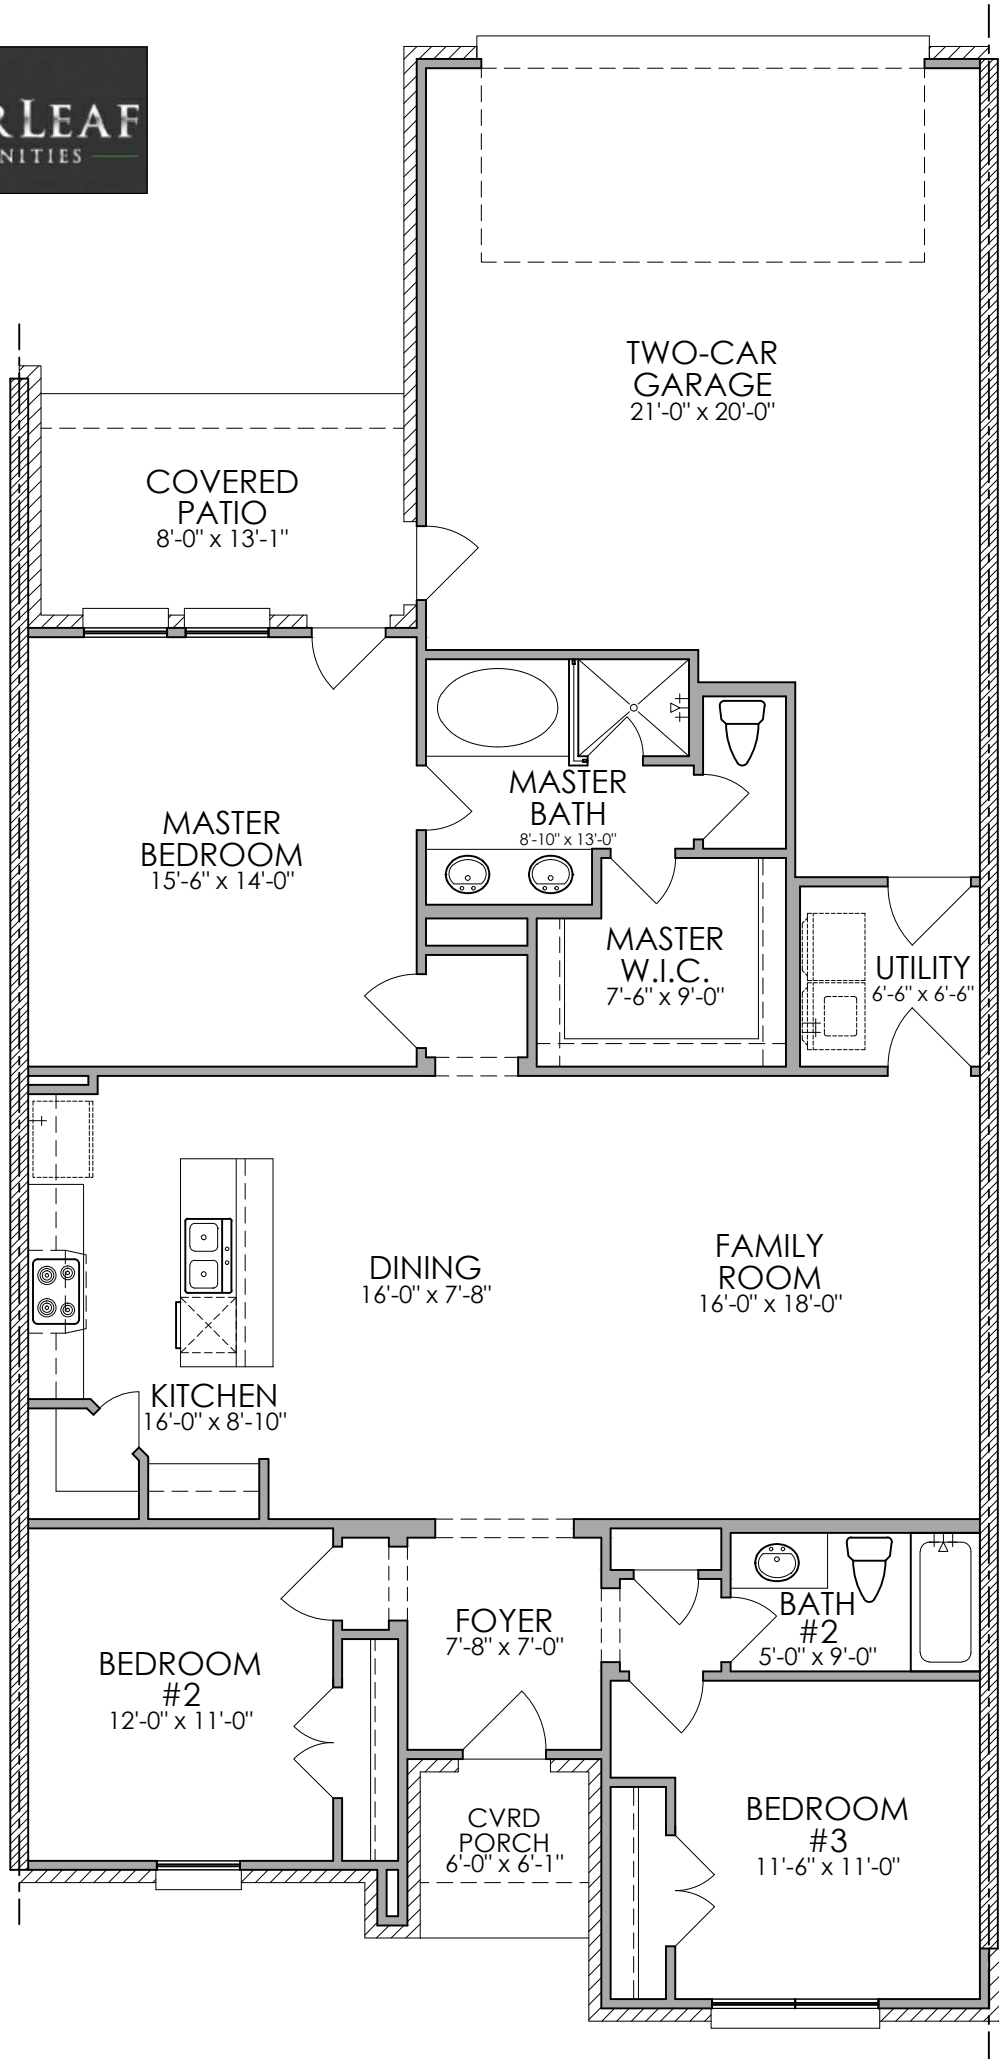 LEAF
TWO-CAR
GARAGE
21'-0" x 20'-0"
COVERED
PATIO
8'-0" x 13'-1"
MASTER
BATH
8'-10" x 13'-0"
MASTER
BEDROOM
15'-6" x 14'-0"
MASTER
W.I.C.
7'-6" x 9'-0"
UTILITY
6'-6" x 6'-6"
DINING
16'-0" x 7'-8"
FAMILY
ROOM
16'-0" x 18'-0"
KITCHEN
16'-0" x 8'-10"
FOYER
7'-8" x 7'-0"
BATH
#2
5'-0" x 9'-0"
BEDROOM
#2
12'-0" x 11'-0"
CVRD
PORCH
6'-0" x 6'-1"
BEDROOM
#3
11'-6" x 11'-0"